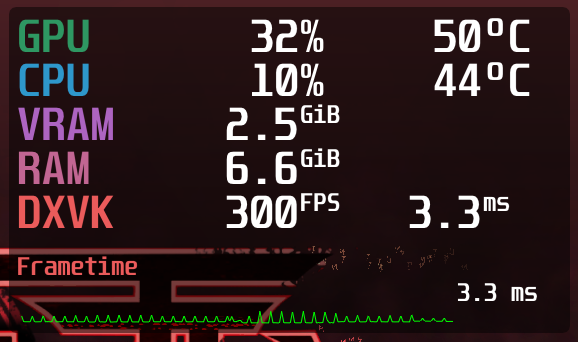 GPU 32% 50°C
CPU 10% 44°C
VRAM 2.5GiB
RAM 6.6GiB
DXVK 300FPS 3.3ms
Frametime
3.3 ms